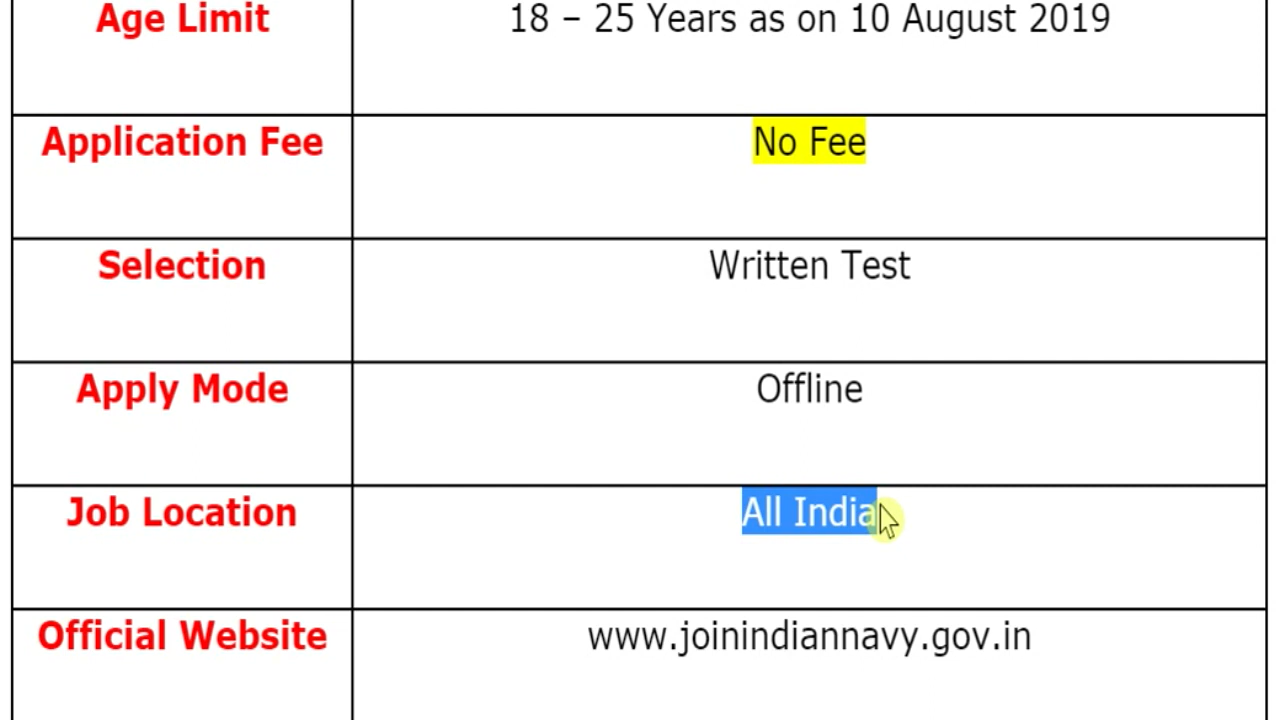 Age Limit
18 – 25 Years as on 10 August 2019
Application Fee
No Fee
Selection
Written Test
Apply Mode
Offline
Job Location
All India
Official Website
www.joinindiannavy.gov.in